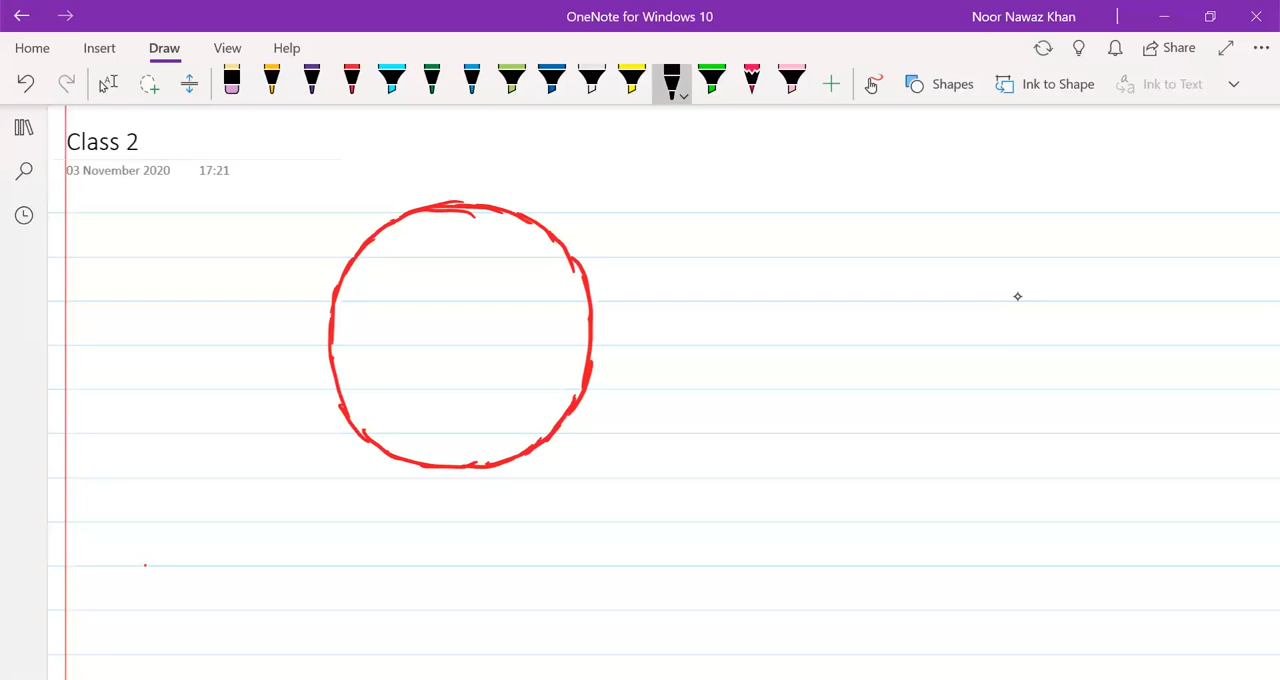 OneNote for Windows 10
Noor Nawaz Khan
Home Insert Draw View Help
Share
Shapes
Ink to Shape
Ink to Text
Class 2
03 November 2020 17:21